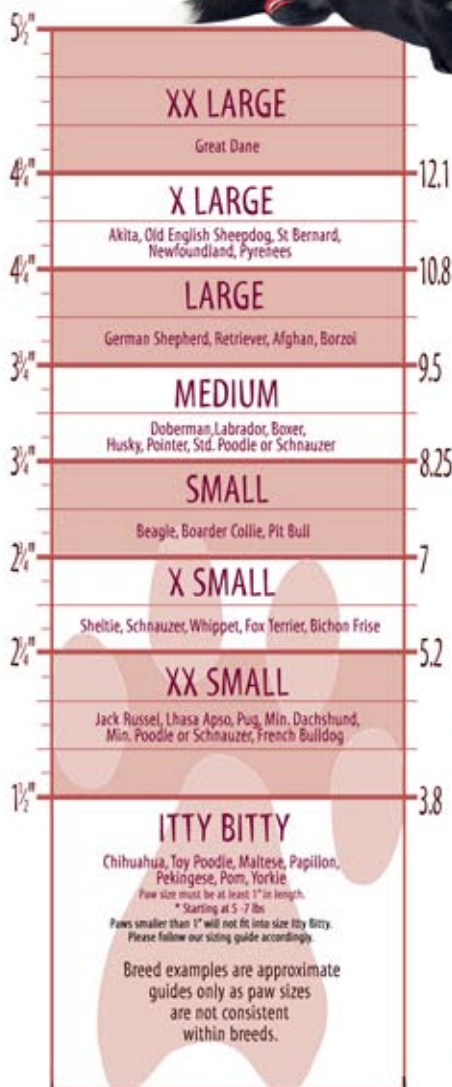 5½"
XX LARGE
Great Dane
4¾" 12.1
X LARGE
Akita, Old English Sheepdog, St Bernard,
Newfoundland, Pyrenees
4¼" 10.8
LARGE
German Shepherd, Retriever, Afghan, Borzoi
3¾" 9.5
MEDIUM
Doberman,Labrador, Boxer,
Husky, Pointer, Std. Poodle or Schnauzer
3¼" 8.25
SMALL
Beagle, Boarder Collie, Pit Bull
2¾" 7
X SMALL
Sheltie, Schnauzer, Whippet, Fox Terrier, Bichon Frise
2¼" 5.2
XX SMALL
Jack Russel, Lhasa Apso, Pug, Min. Dachshund,
Min. Poodle or Schnauzer, French Bulldog
1½" 3.8
ITTY BITTY
Chihuahua, Toy Poodle, Maltese, Papillon,
Pekingese, Pom, Yorkie
Paw size must be at least 1" in length.
* Starting at 5 -7 lbs
Paws smaller than 1" will not fit into size Itty Bitty.
Please follow our sizing guide accordingly.
Breed examples are approximate
guides only as paw sizes
are not consistent
within breeds.